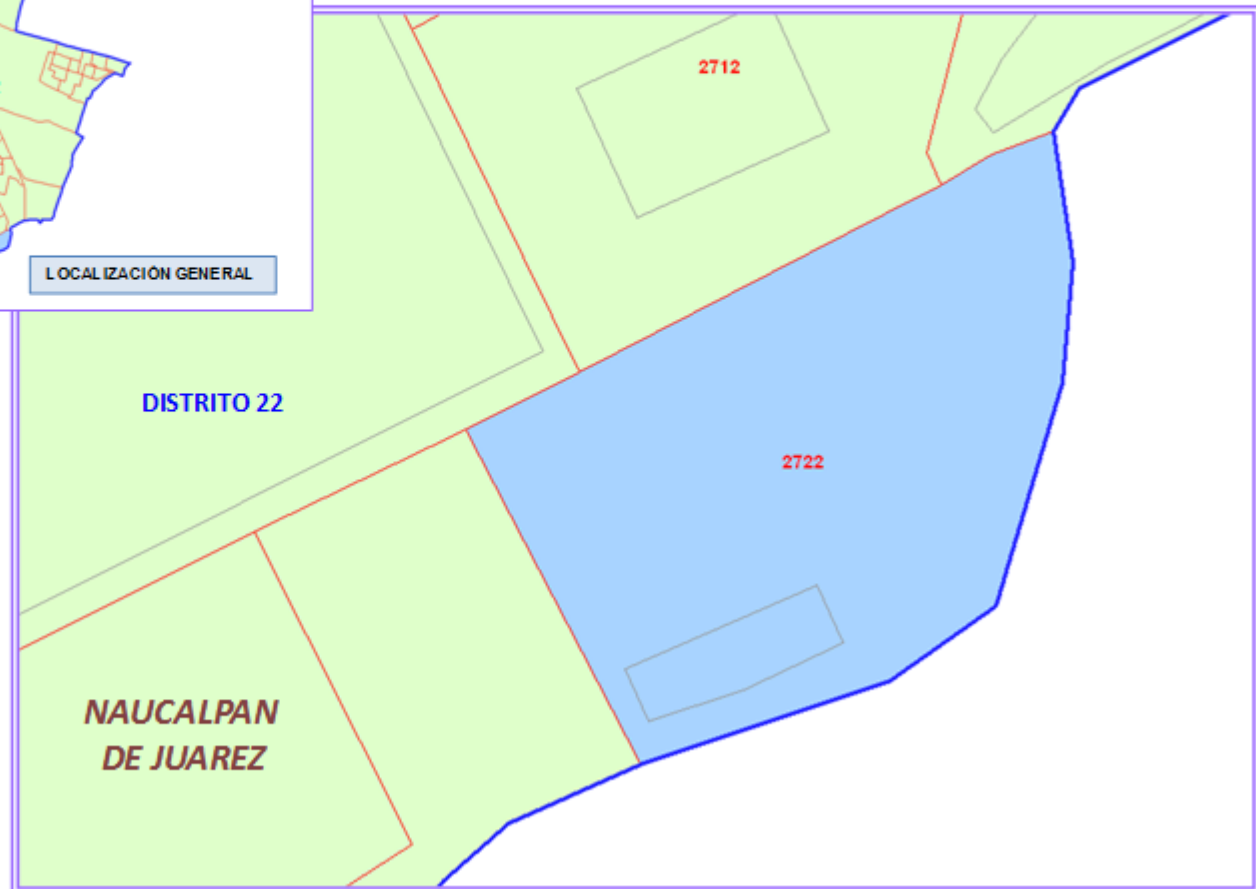 2712
LOCALIZACIÓN GENERAL
DISTRITO 22
2722
NAUCALPAN
DE JUAREZ